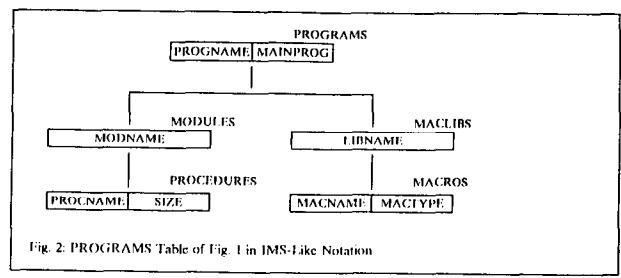 PROGRAMS
PROGNAME MAINPROG
MODULES
MODNAME
MACLIBS
LIBNAME
PROCEDURES
PROCNAME SIZE
MACROS
MACNAME MACTYPE
Fig. 2: PROGRAMS Table of Fig. 1 in IMS-Like Notation